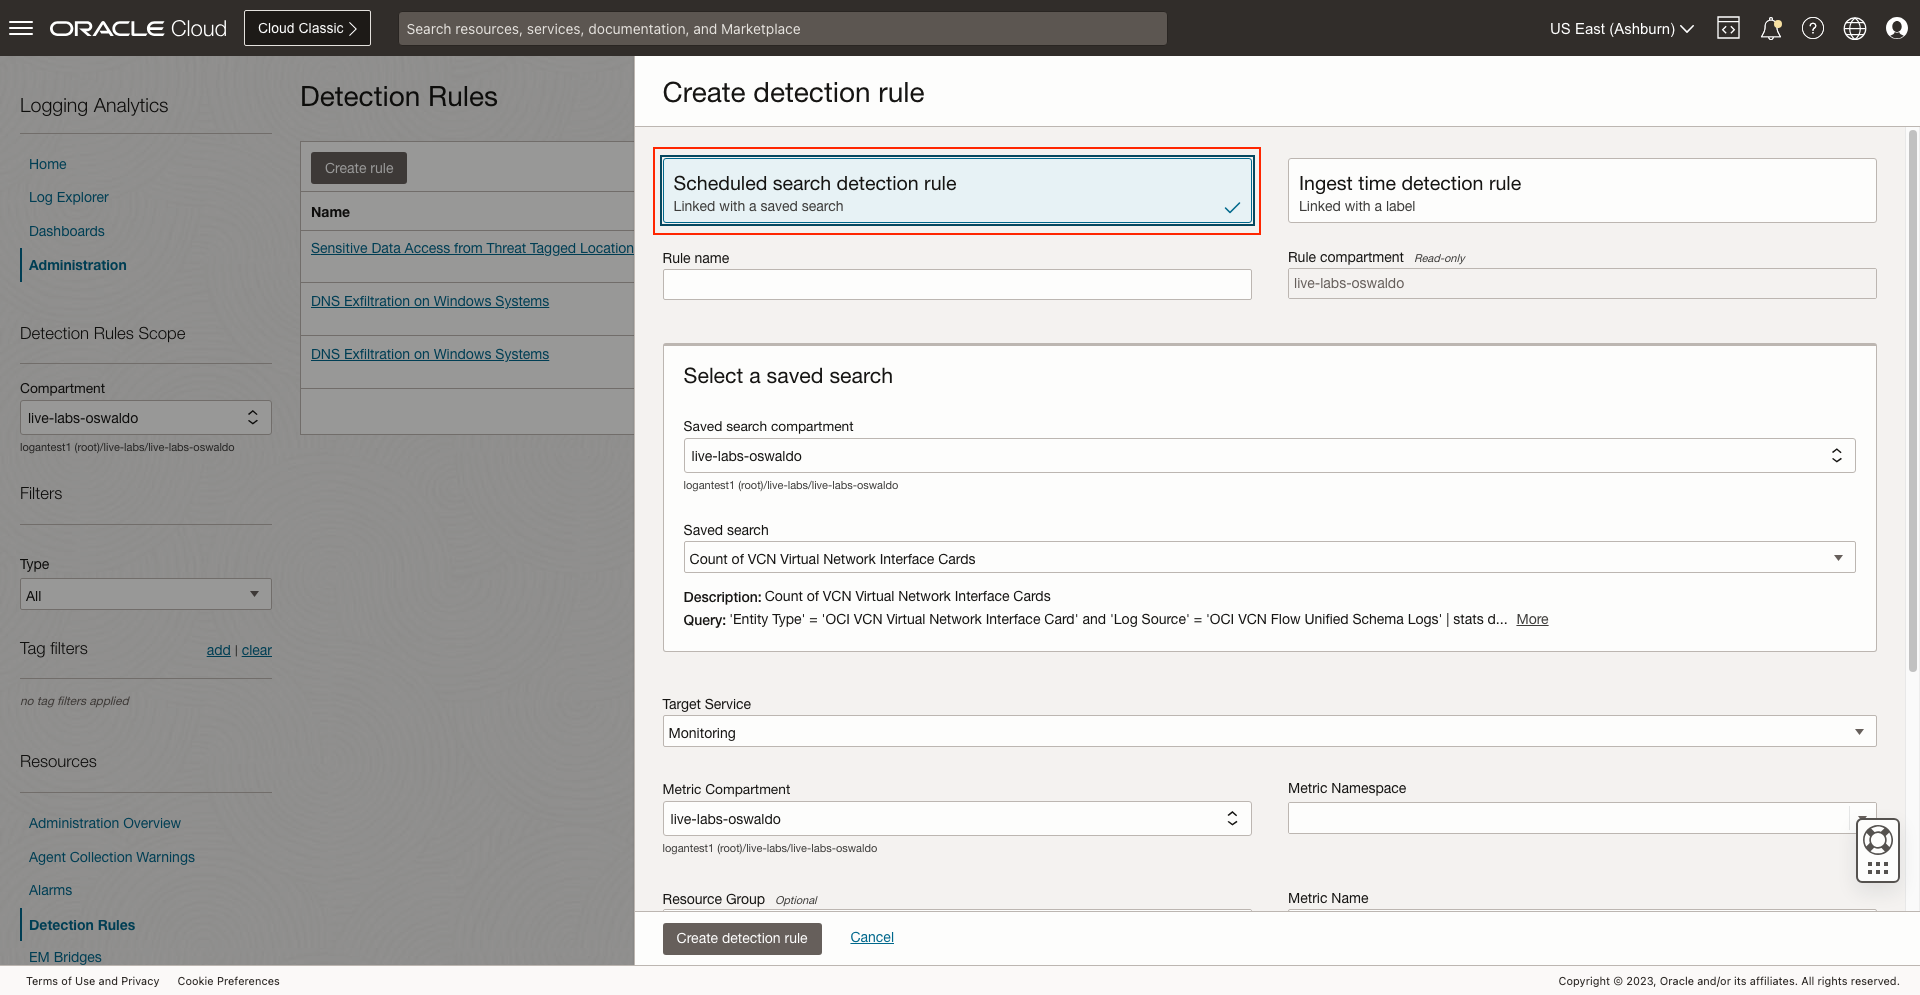 ORACLE Cloud
Cloud Classic
Search resources, services, documentation, and Marketplace
US East (Ashburn)
Logging Analytics
Home
Log Explorer
Dashboards
Administration
Detection Rules Scope
Compartment
live-labs-oswaldo
logantest1 (root)/live-labs/live-labs-oswaldo
Filters
Type
All
Tag filters
add | clear
no tag filters applied
Resources
Administration Overview
Agent Collection Warnings
Alarms
Detection Rules
EM Bridges
Detection Rules
Create rule
Name
Sensitive Data Access from Threat Tagged Location
DNS Exfiltration on Windows Systems
DNS Exfiltration on Windows Systems
Create detection rule
Scheduled search detection rule
Linked with a saved search
Ingest time detection rule
Linked with a label
Rule name
Rule compartment Read-only
live-labs-oswaldo
Select a saved search
Saved search compartment
live-labs-oswaldo
logantest1 (root)/live-labs/live-labs-oswaldo
Saved search
Count of VCN Virtual Network Interface Cards
Description: Count of VCN Virtual Network Interface Cards
Query: 'Entity Type' = 'OCI VCN Virtual Network Interface Card' and 'Log Source' = 'OCI VCN Flow Unified Schema Logs' | stats d... More
Target Service
Monitoring
Metric Compartment
live-labs-oswaldo
logantest1 (root)/live-labs/live-labs-oswaldo
Metric Namespace
Resource Group Optional
Metric Name
Create detection rule
Cancel
Terms of Use and Privacy
Cookie Preferences
Copyright © 2023, Oracle and/or its affiliates. All rights reserved.